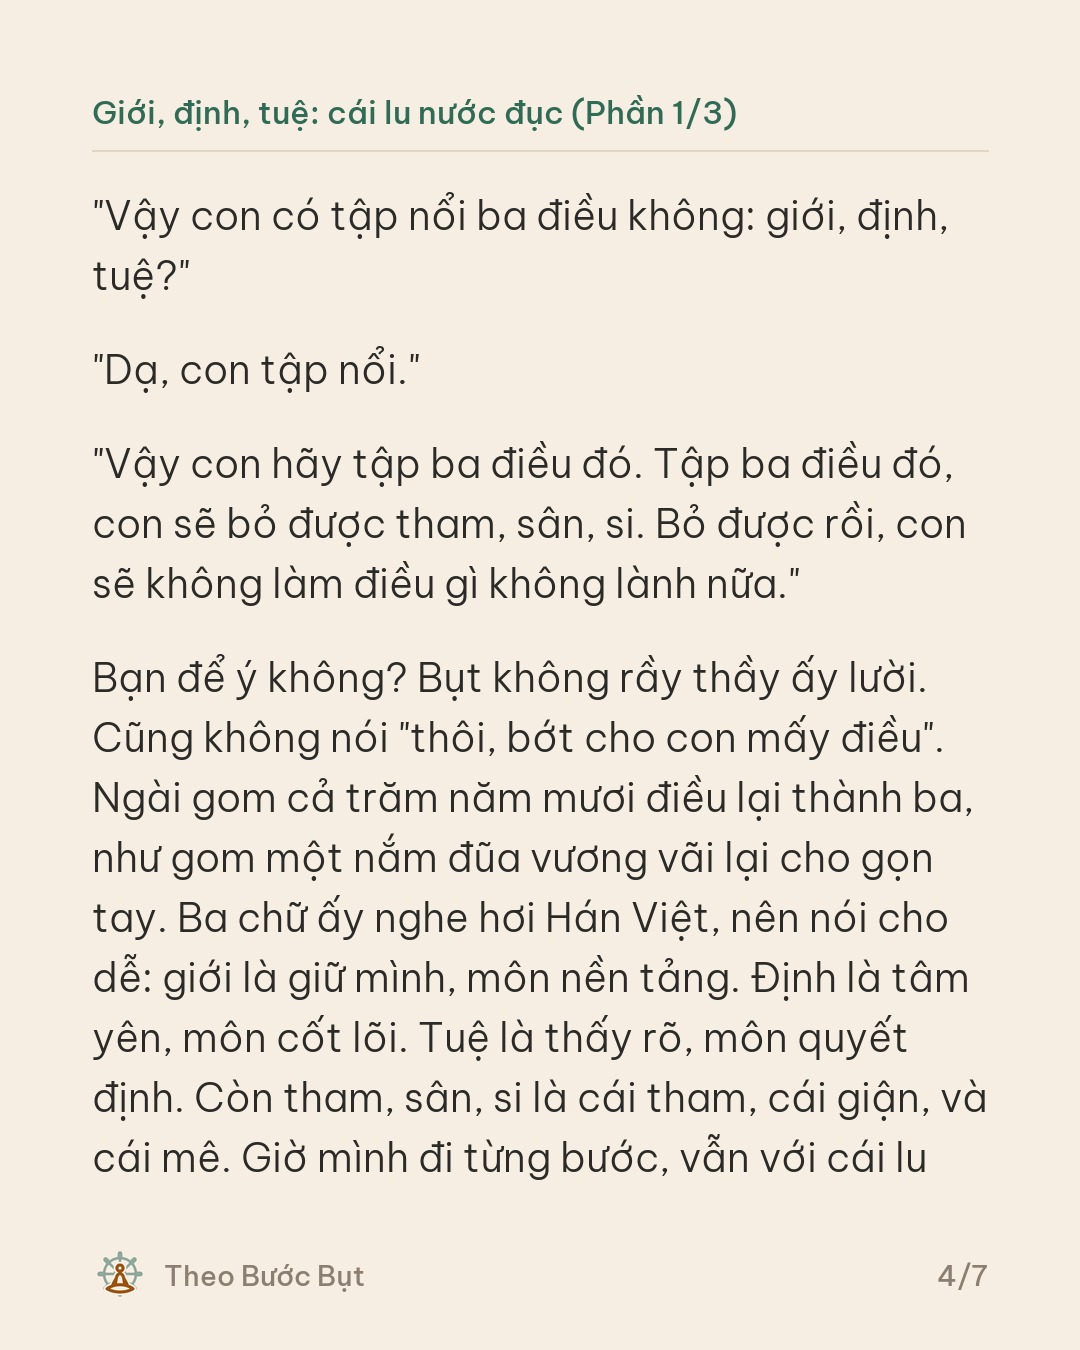 Giới, định, tuệ: cái lu nước đục (Phần 1/3)
"Vậy con có tập nổi ba điều không: giới, định,
tuệ?"
"Dạ, con tập nổi."
"Vậy con hãy tập ba điều đó. Tập ba điều đó,
con sẽ bỏ được tham, sân, si. Bỏ được rồi, con
sẽ không làm điều gì không lành nữa."
Bạn để ý không? Bụt không rầy thầy ấy lười.
Cũng không nói "thôi, bớt cho con mấy điều".
Ngài gom cả trăm năm mươi điều lại thành ba,
như gom một nắm đũa vương vãi lại cho gọn
tay. Ba chữ ấy nghe hơi Hán Việt, nên nói cho
dễ: giới là giữ mình, môn nền tảng. Định là tâm
yên, môn cốt lõi. Tuệ là thấy rõ, môn quyết
định. Còn tham, sân, si là cái tham, cái giận, và
cái mê. Giờ mình đi từng bước, vẫn với cái lu
Theo Bước Bụt
4/7